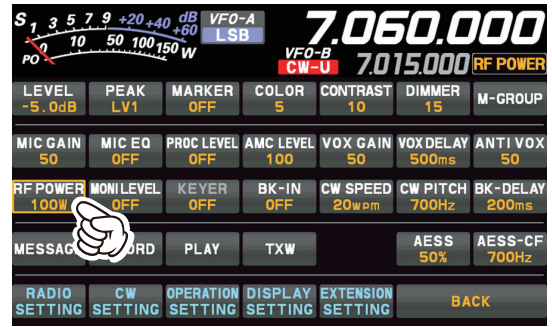 S 1 3 5 7 9 +20 +40 +60 dB
PO 0 10 50 100 150 W
VFO-A
LSB
7.060.000
VFO-B
CW-U
7.015.000
RF POWER
LEVEL PEAK MARKER COLOR CONTRAST DIMMER M-GROUP
-5.0dB LV1 OFF 5 10 15
MIC GAIN MIC EQ PROC LEVEL AMC LEVEL VOX GAIN VOX DELAY ANTI VOX
50 OFF OFF 100 50 500ms 50
RF POWER MONI LEVEL KEYER BK-IN CW SPEED CW PITCH BK-DELAY
100W OFF OFF OFF 20wpm 700Hz 200ms
MESSAG ORD PLAY TXW AESS AESS-CF
50% 700Hz
RADIO CW OPERATION DISPLAY EXTENSION BACK
SETTING SETTING SETTING SETTING SETTING